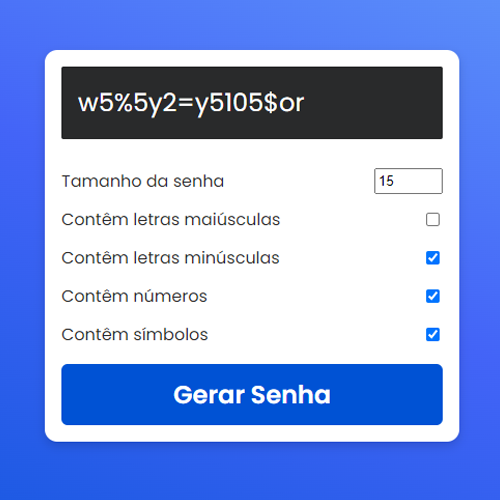 w5%5y2=y5105$or
Tamanho da senha 15
Contêm letras maiúsculas
Contêm letras minúsculas
Contêm números
Contêm símbolos
Gerar Senha